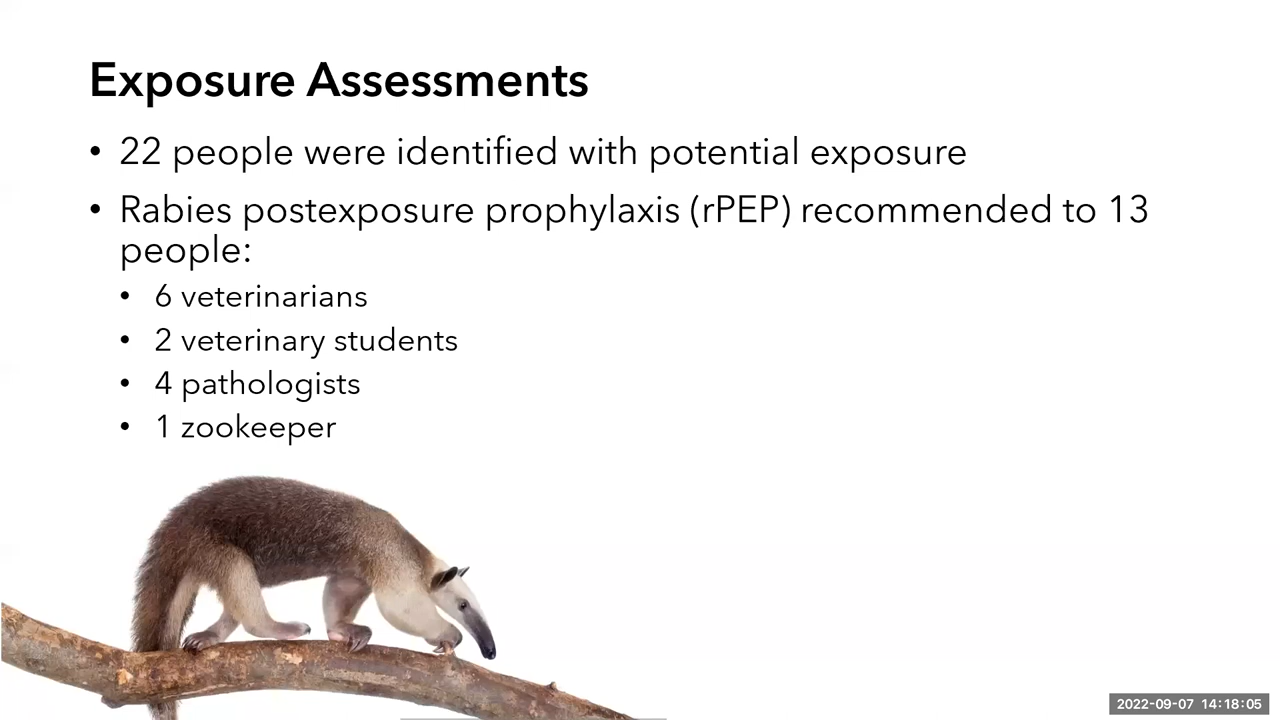 Exposure Assessments
• 22 people were identified with potential exposure
• Rabies postexposure prophylaxis (rPEP) recommended to 13
people:
• 6 veterinarians
• 2 veterinary students
• 4 pathologists
• 1 zookeeper
2022-09-07 14:18:05